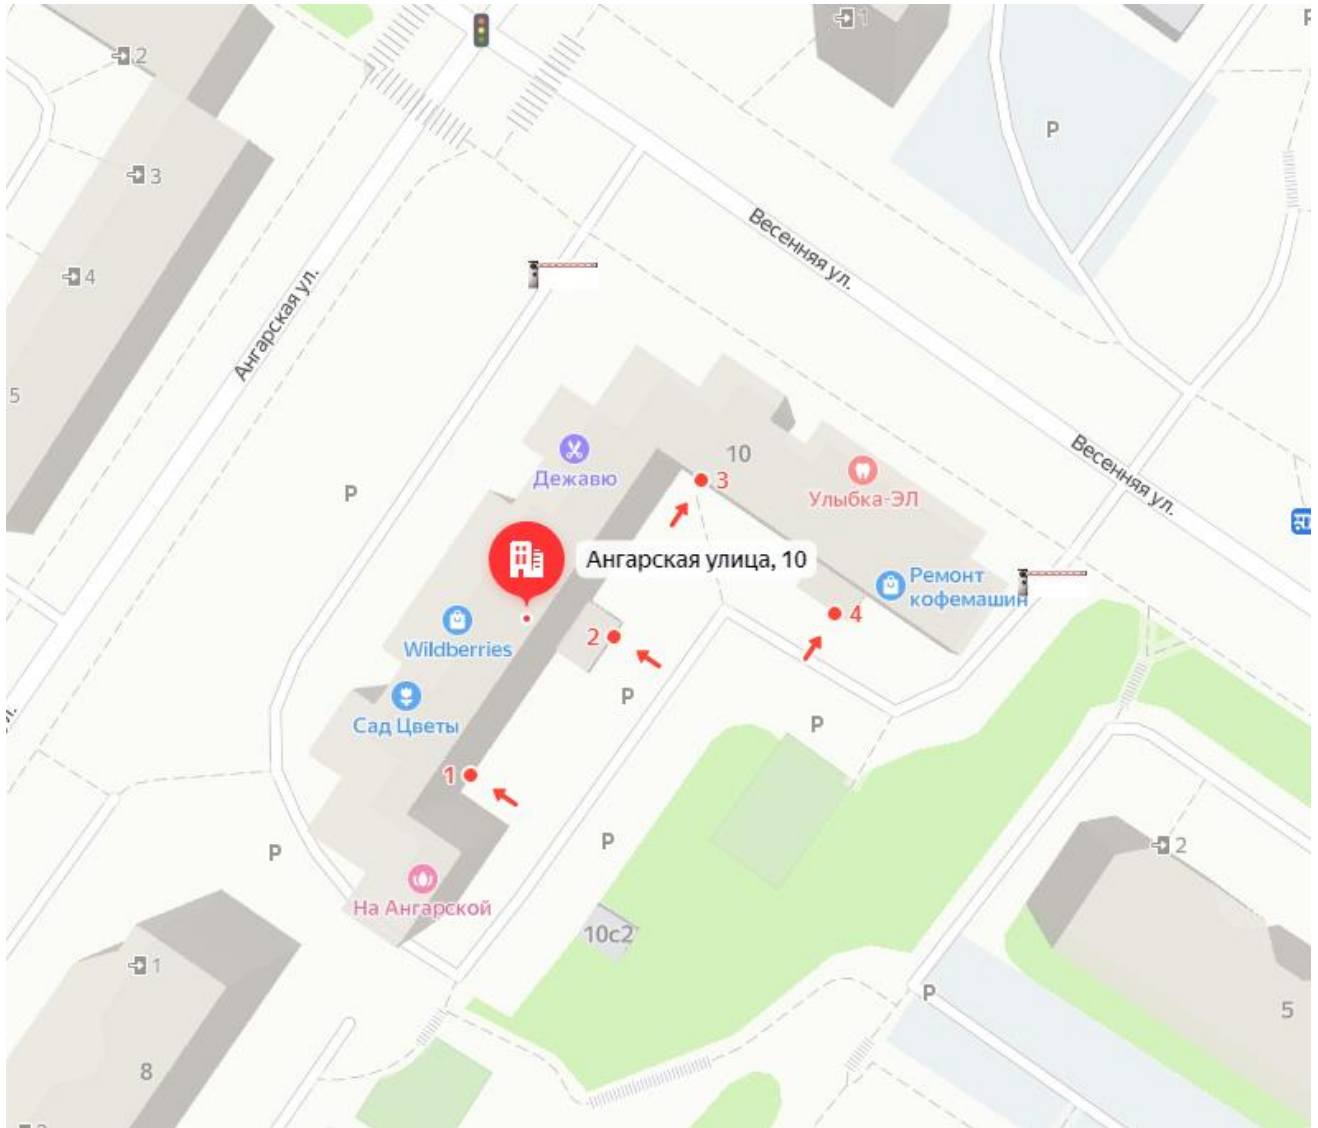 1
P
2
P
3
4
Весенняя ул.
Ангарская ул.
5
10
Дежавю
3
Улыбка-ЭЛ
P
Весенняя ул.
Ангарская улица, 10
Ремонт
кофемашин
4
Wildberries
2
P
Сад Цветы
P
1
P
P
2
На Ангарской
10с2
1
P
5
8